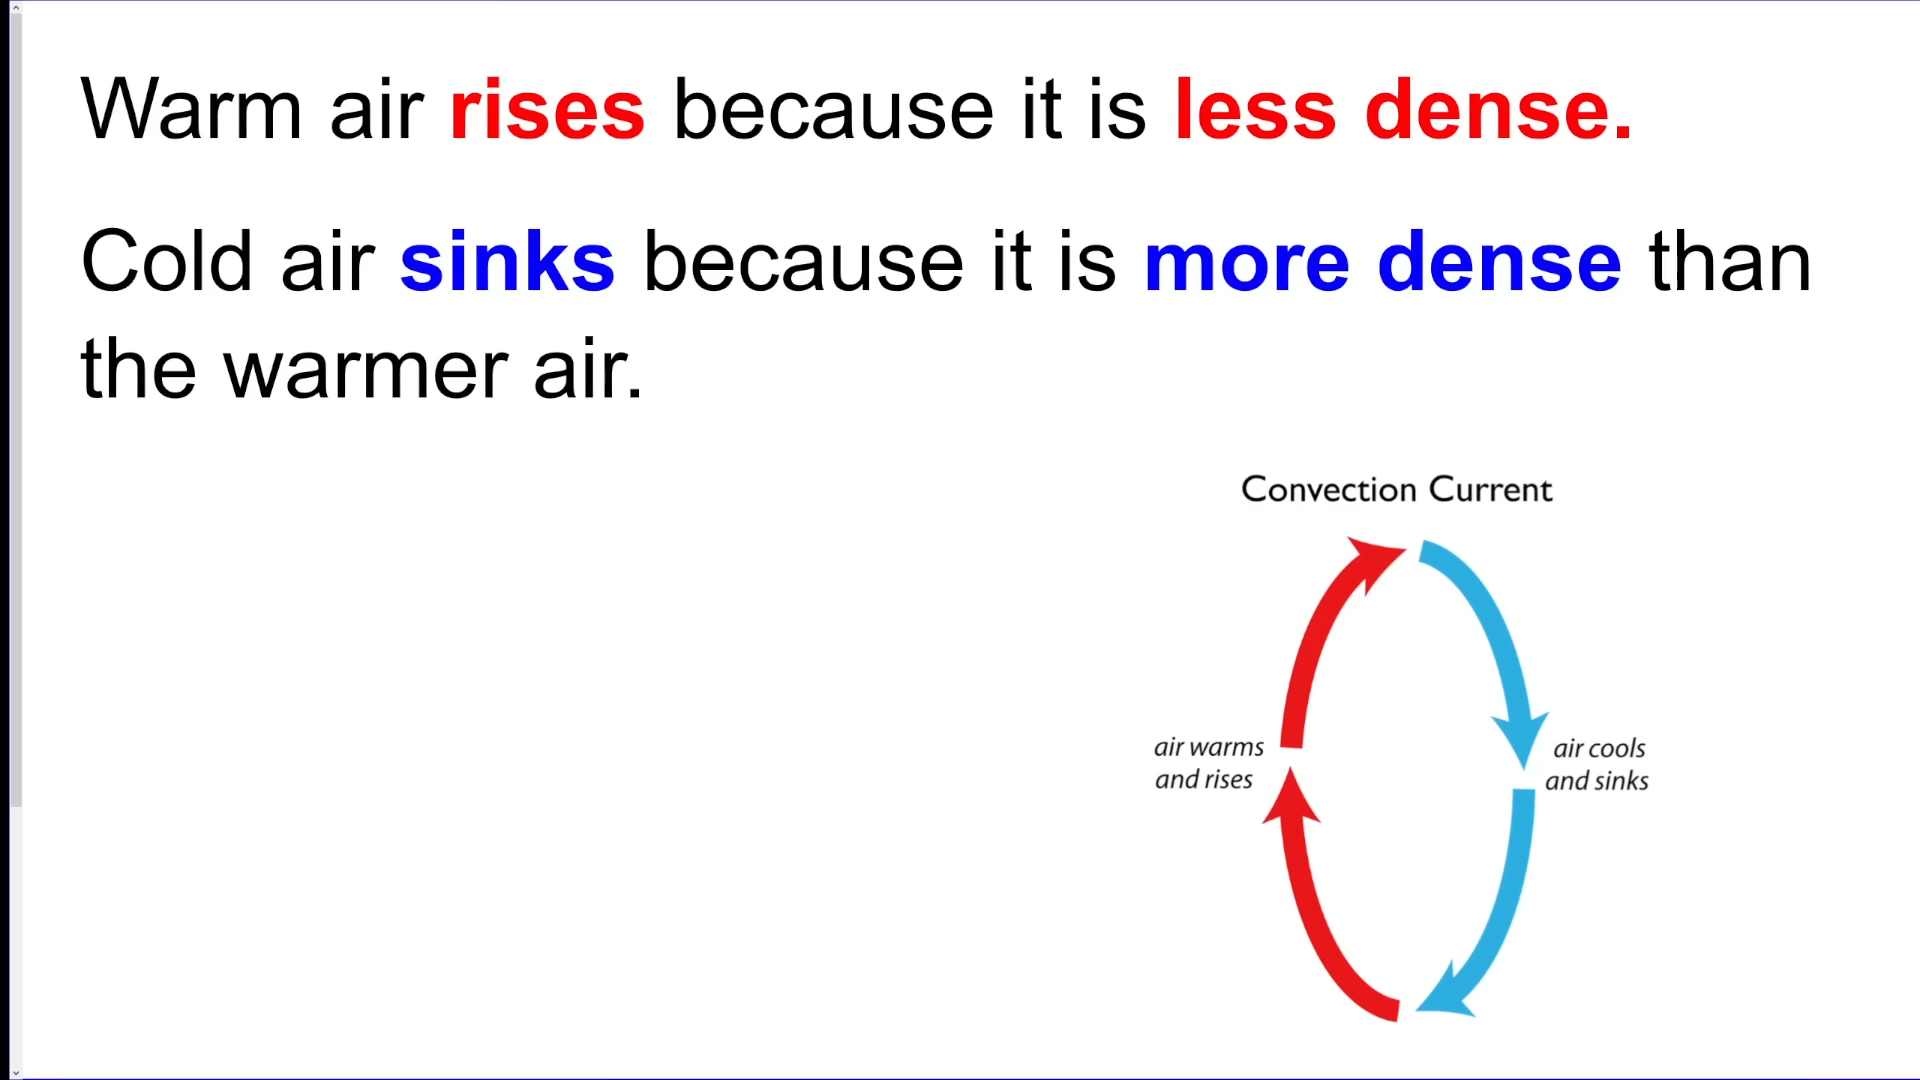 Warm air rises because it is less dense.
Cold air sinks because it is more dense than
the warmer air.
Convection Current
air warms
and rises
air cools
and sinks